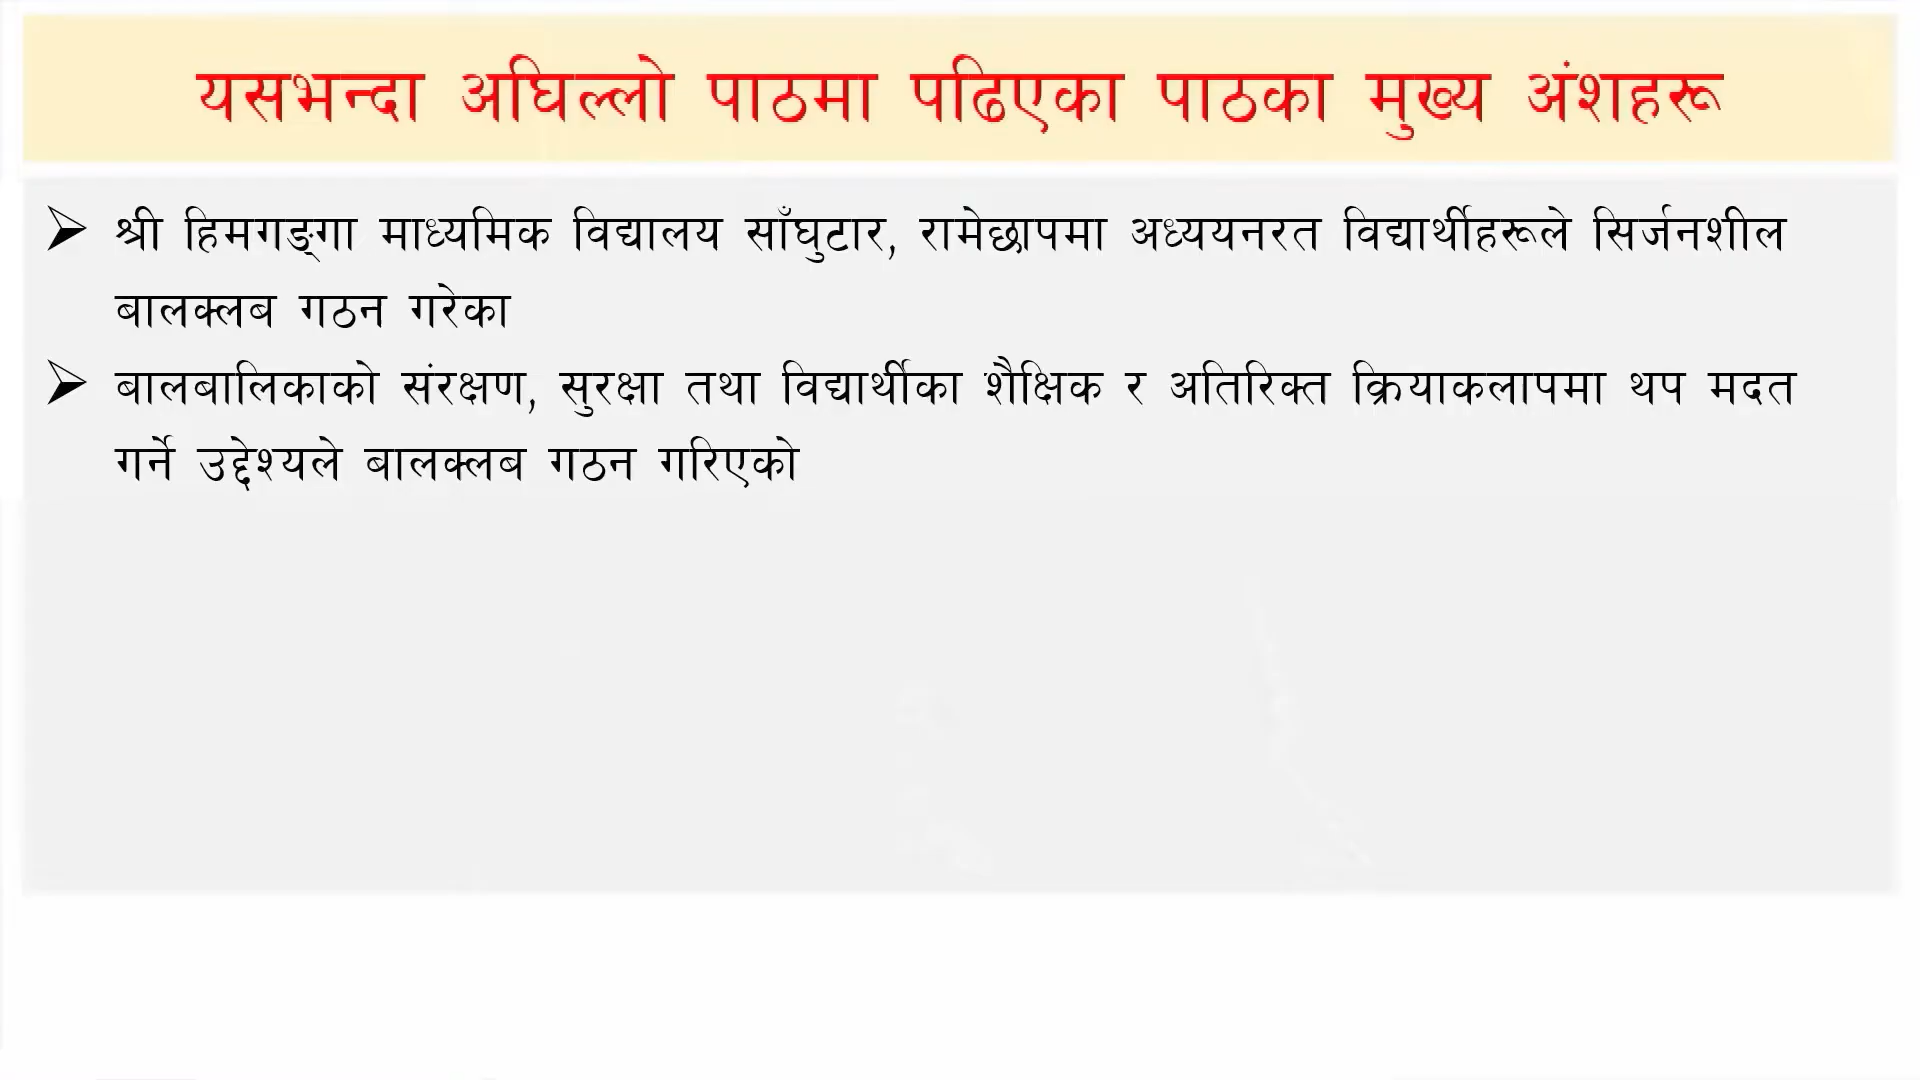 यसभन्दा अघिल्लो पाठमा पढिएका पाठका मुख्य अंशहरू
➢ श्री हिमगङ्गा माध्यमिक विद्यालय साँघुटार, रामेछापमा अध्ययनरत विद्यार्थीहरूले सिर्जनशील
बालक्लब गठन गरेका
➢ बालबालिकाको संरक्षण, सुरक्षा तथा विद्यार्थीका शैक्षिक र अतिरिक्त क्रियाकलापमा थप मदत
गर्ने उद्देश्यले बालक्लब गठन गरिएको